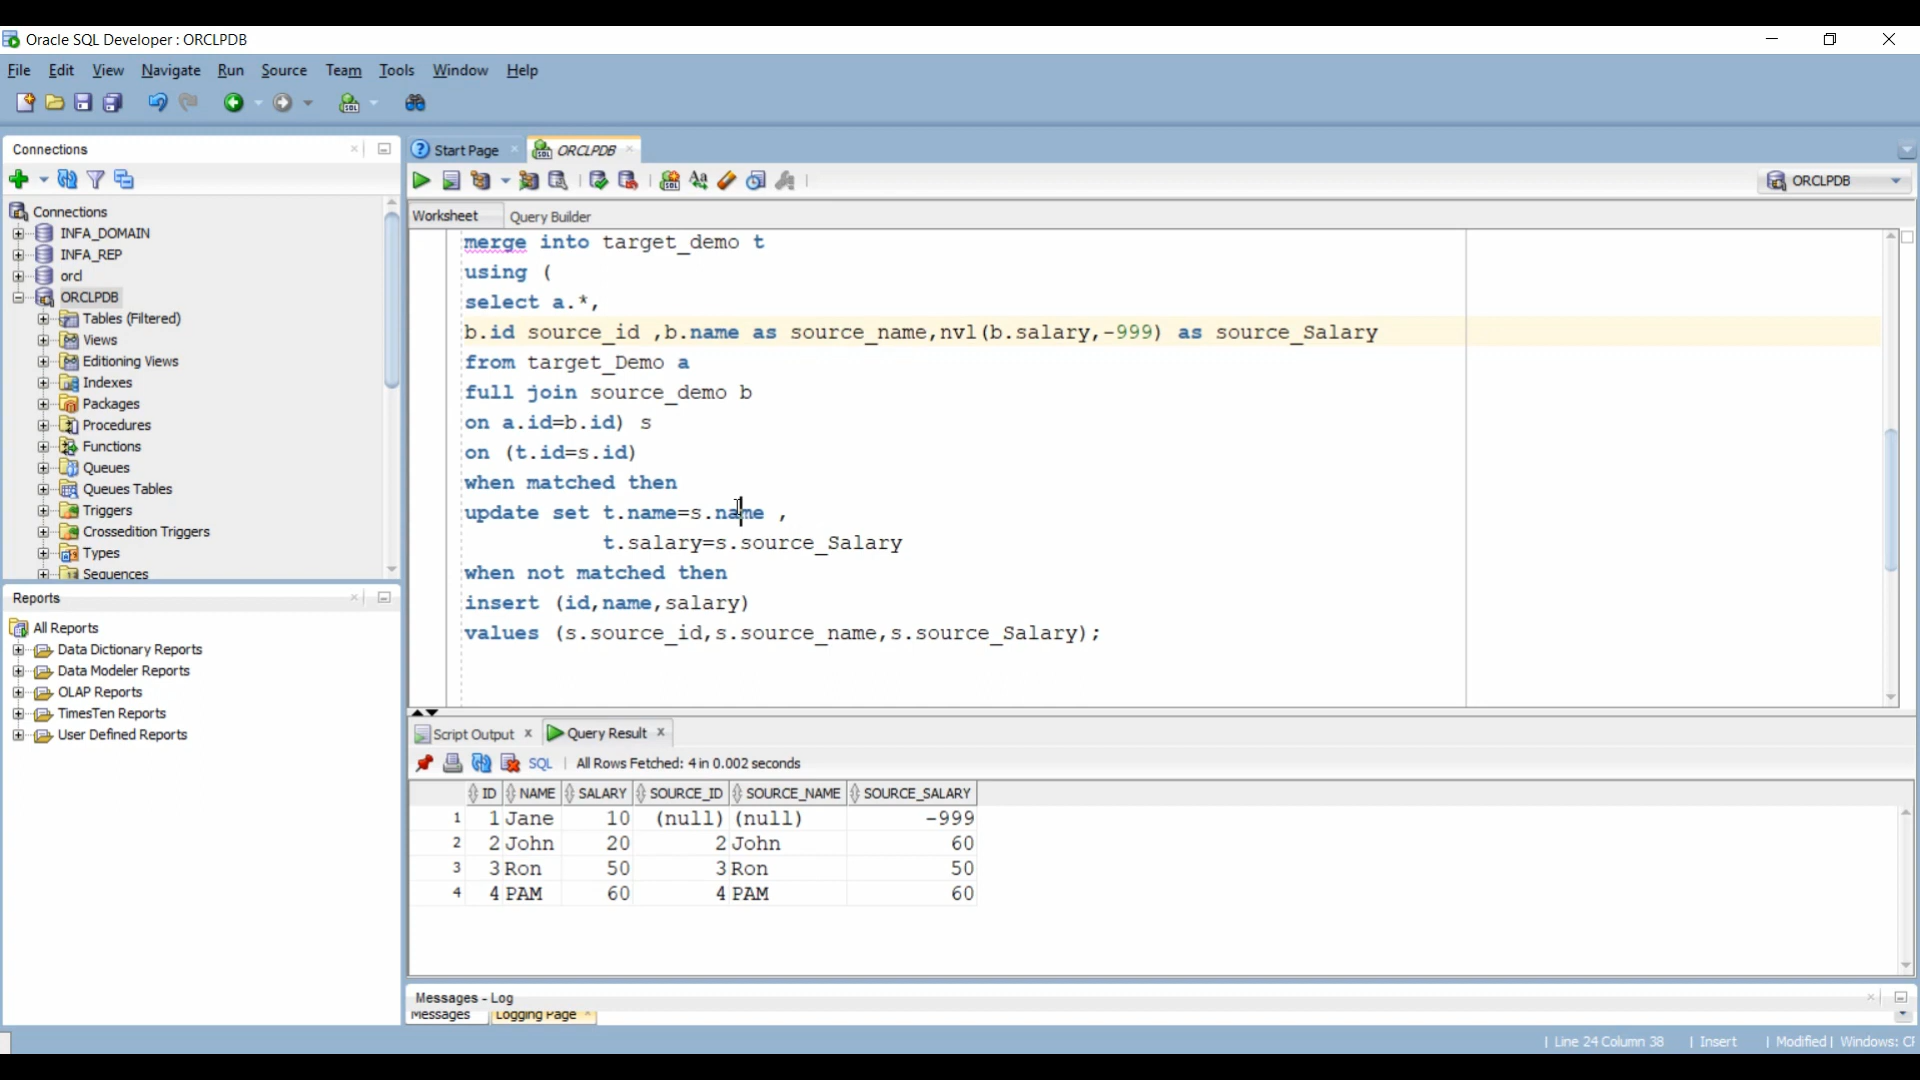 Oracle SQL Developer : ORCLPDB
File Edit View Navigate Run Source Team Tools Window Help
Connections
Start Page
ORCLPDB
ORCLPDB
Connections
INFA_DOMAIN
INFA_REP
orcl
ORCLPDB
Tables (Filtered)
Views
Editioning Views
Indexes
Packages
Procedures
Functions
Queues
Queues Tables
Triggers
Crossedition Triggers
Types
Sequences
Reports
All Reports
Data Dictionary Reports
Data Modeler Reports
OLAP Reports
TimesTen Reports
User Defined Reports
Worksheet Query Builder
merge into target_demo t
using (
select a.*,
b.id source_id ,b.name as source_name,nvl(b.salary,-999) as source_Salary
from target_Demo a
full join source_demo b
on a.id=b.id) s
on (t.id=s.id)
when matched then
update set t.name=s.name ,
t.salary=s.source_Salary
when not matched then
insert (id,name,salary)
values (s.source_id,s.source_name,s.source_Salary);
Script Output Query Result
SQL All Rows Fetched: 4 in 0.002 seconds
ID NAME SALARY SOURCE_ID SOURCE_NAME SOURCE_SALARY
1 1 Jane 10 (null) (null) -999
2 2 John 20 2 John 60
3 3 Ron 50 3 Ron 50
4 4 PAM 60 4 PAM 60
Messages - Log
Messages Logging Page
Line 24 Column 38 Insert Modified Windows: CR